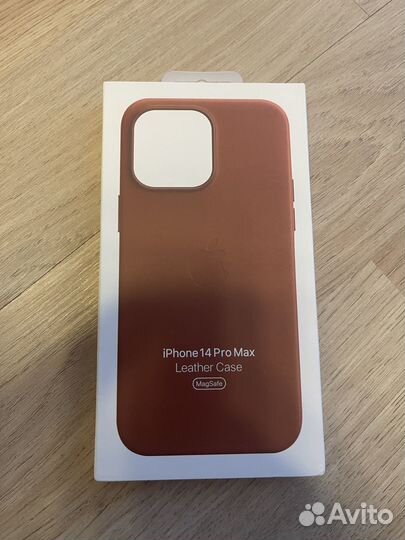 iPhone 14 Pro Max
Leather Case
MagSafe
Avito